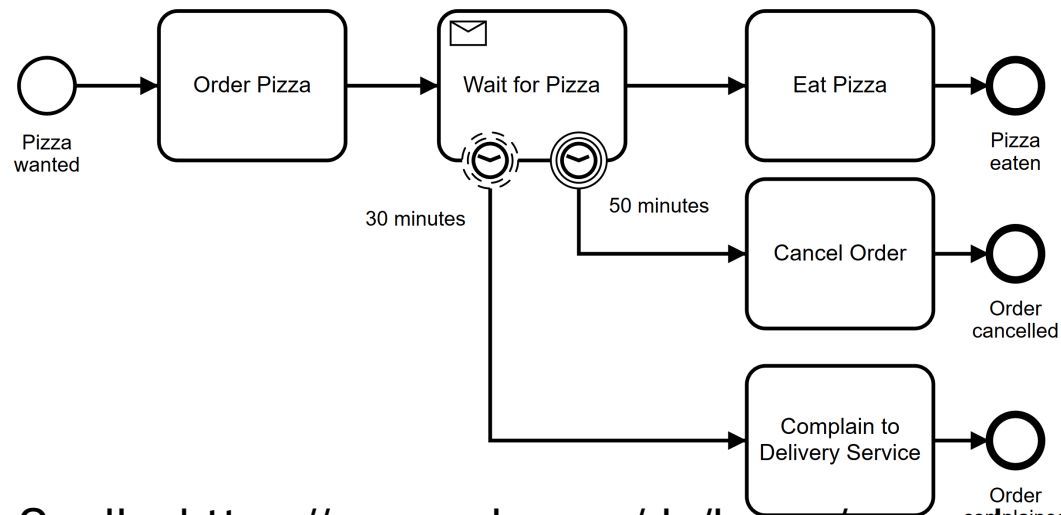 Order Pizza
Wait for Pizza
Eat Pizza
Pizza
wanted
Pizza
eaten
30 minutes
50 minutes
Cancel Order
Order
cancelled
Complain to
Delivery Service
Order